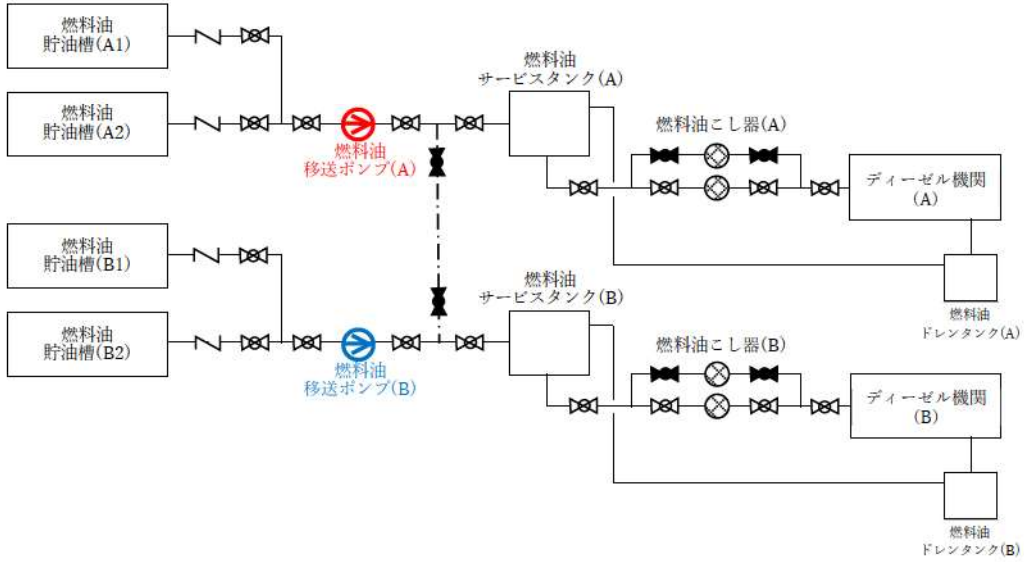 燃料油
貯油槽(A1)
燃料油
貯油槽(A2)
燃料油
移送ポンプ(A)
燃料油
サービスタンク(A)
燃料油こし器(A)
ディーゼル機関
(A)
燃料油
ドレンタンク(A)
燃料油
貯油槽(B1)
燃料油
貯油槽(B2)
燃料油
移送ポンプ(B)
燃料油
サービスタンク(B)
燃料油こし器(B)
ディーゼル機関
(B)
燃料油
ドレンタンク(B)